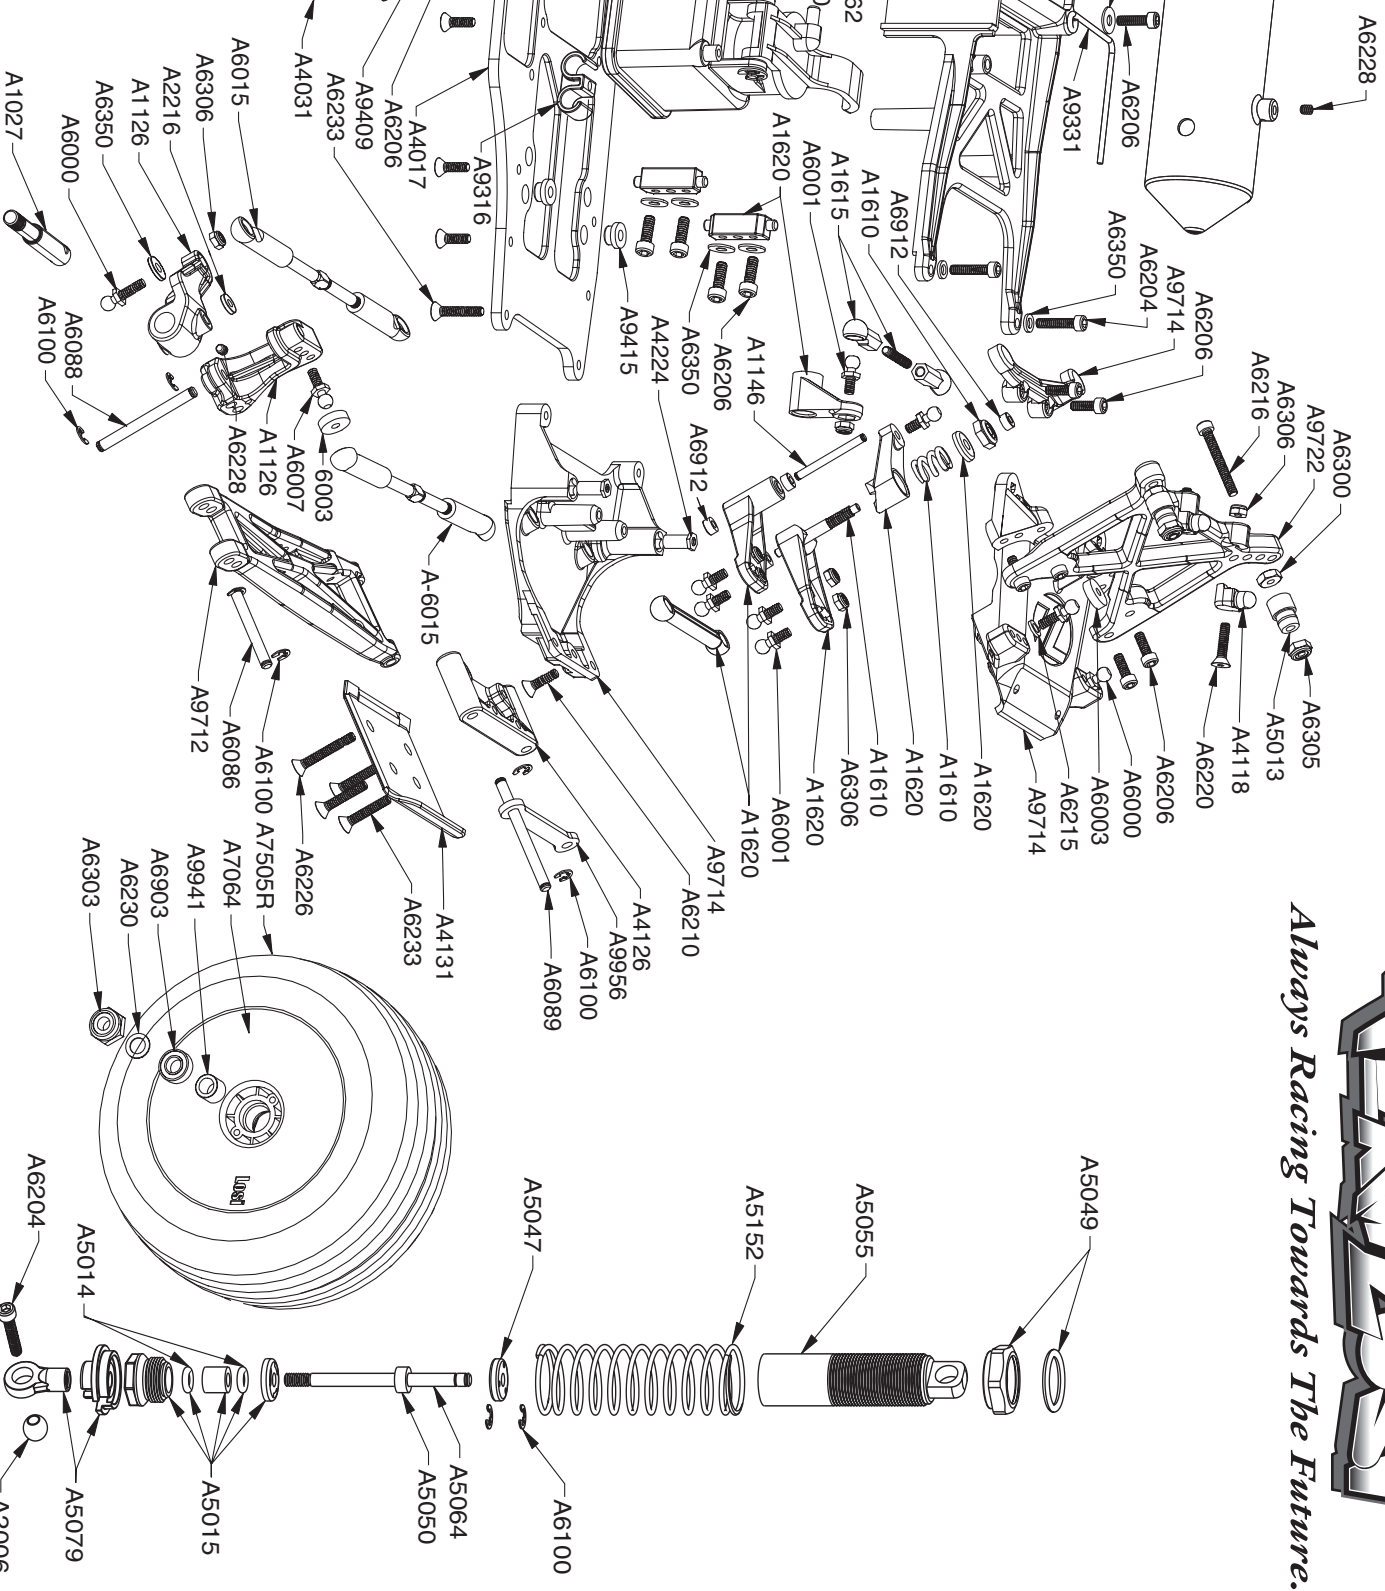 A6228
A6206
A9331
A6350
A6204
A9714
A6206
A6216
A6306
A9722
A6300
A6305
A5013
A4118
A6220
A6206
A6000
A6003
A6215
A9714
A1620
A6001
A1615
A1610
A6912
A1620
A1610
A1620
A1610
A6306
A1620
A6001
A1620
A4031
A6233
A9409
A6206
A4017
A9316
A9415
A4224
A6350
A6206
A1146
A6912
A9714
A6210
A4126
A9956
A6100
A6089
A4131
A6233
A6226
A1027
A6000
A6350
A1126
A2216
A6306
A6015
A6100
A6088
A6228
A1126
A6007
6003
A-6015
A9712
A6086
A6100
A7505R
A7064
A9941
A6903
A6230
A6303
Losi
Always Racing Towards The Future.
A5049
A5055
A5152
A5047
A6100
A5064
A5050
A5015
A5014
A5079
A6204